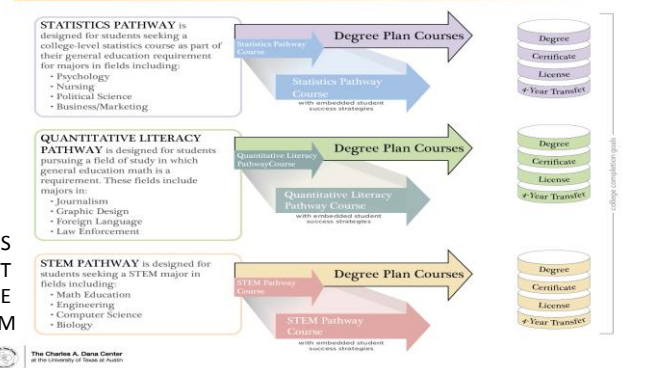 STATISTICS PATHWAY is
designed for students seeking a
college-level statistics course as part of
their general education requirement
for majors in fields including:
• Psychology
• Nursing
• Political Science
• Business/Marketing
Statistics Pathway
Course
Degree Plan Courses
Statistics Pathway
Course
with embedded student
success strategies
Degree
Certificate
License
4-Year Transfer
QUANTITATIVE LITERACY
PATHWAY is designed for students
pursuing a field of study in which
general education math is a
requirement. These fields include
majors in:
• Journalism
• Graphic Design
• Foreign Language
• Law Enforcement
Quantitative Literacy
PathwayCourse
Degree Plan Courses
Quantitative Literacy
Pathway Course
with embedded student
success strategies
Degree
Certificate
License
4-Year Transfer
college completion goals
S
T
E
M
STEM PATHWAY is designed for
students seeking a STEM major in
fields including:
• Math Education
• Engineering
• Computer Science
• Biology
STEM Pathway
Course
Degree Plan Courses
STEM Pathway
Course
with embedded student
success strategies
Degree
Certificate
License
4-Year Transfer
The Charles A. Dana Center
at the University of Texas at Austin